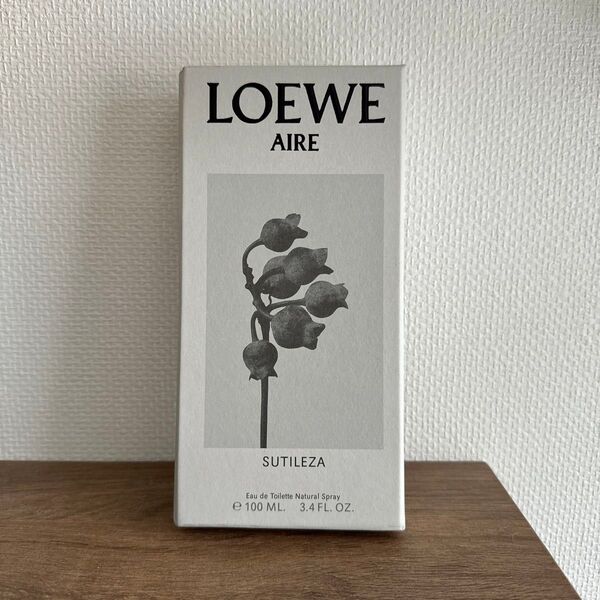 LOEWE
AIRE
SUTILEZA
Eau de Toilette Natural Spray
℮ 100 ML. 3.4 FL. OZ.